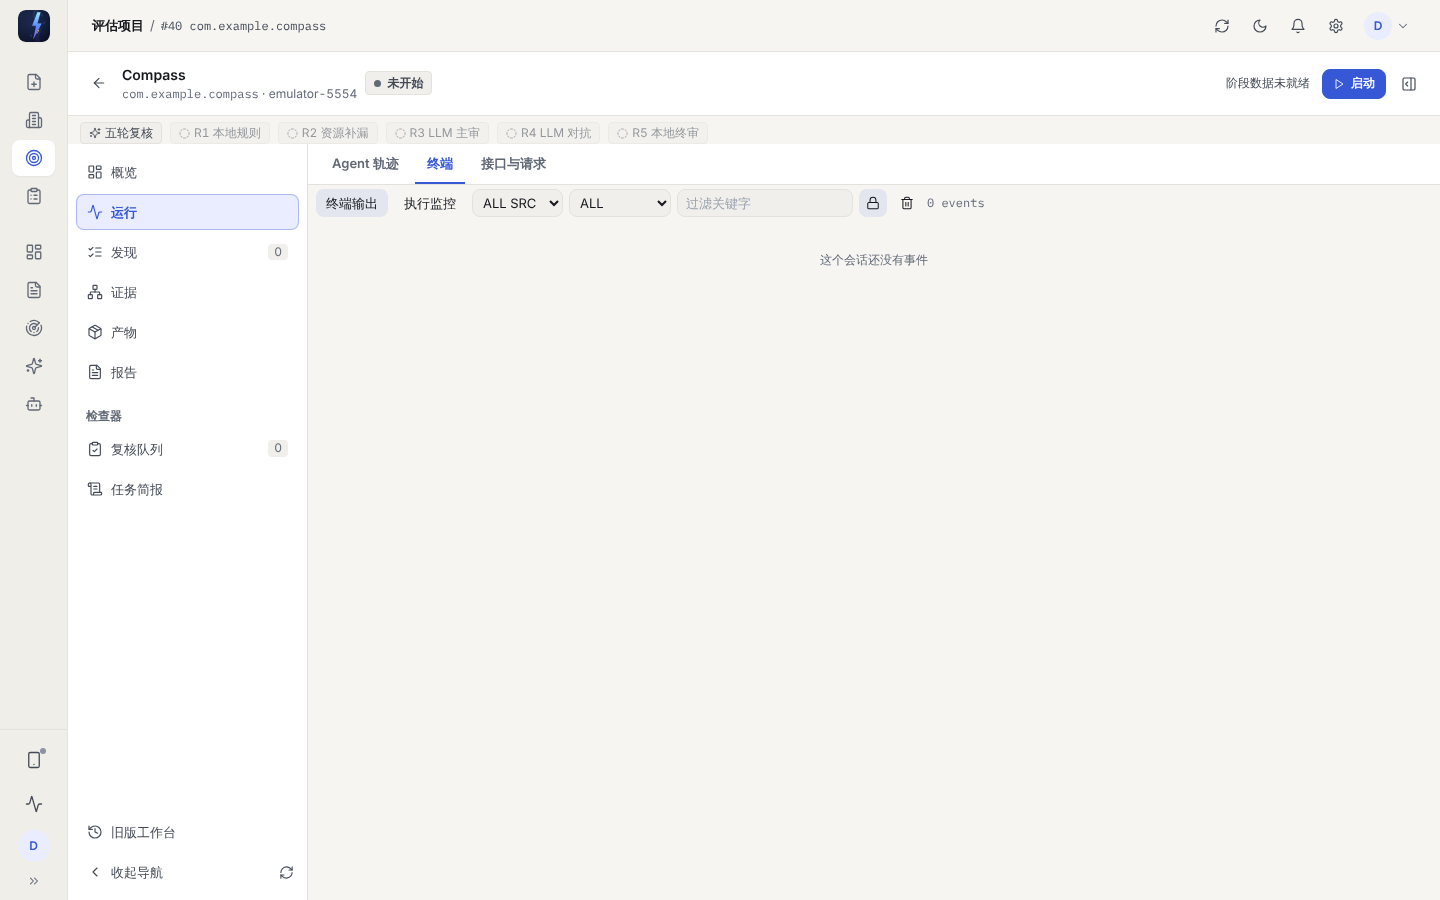 评估项目 / #40 com.example.compass
D
Compass
com.example.compass · emulator-5554
未开始
阶段数据未就绪
启动
五轮复核
R1 本地规则
R2 资源补漏
R3 LLM 主审
R4 LLM 对抗
R5 本地终审
概览
运行
发现 0
证据
产物
报告
检查器
复核队列 0
任务简报
旧版工作台
收起导航
Agent 轨迹
终端
接口与请求
终端输出
执行监控
ALL SRC
ALL
过滤关键字
0 events
这个会话还没有事件
D